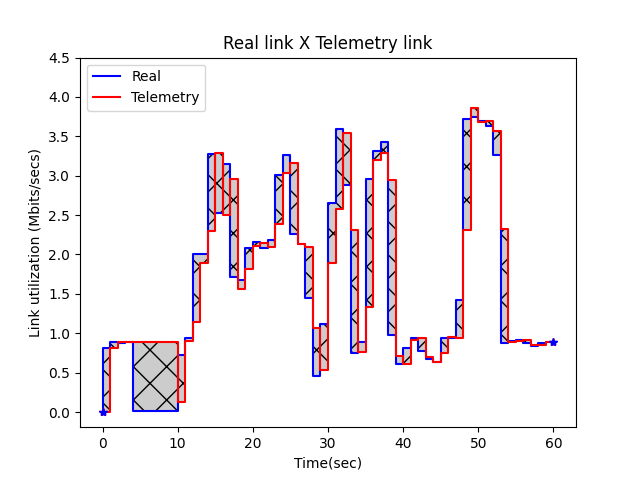 Real link X Telemetry link
Real
Telemetry
Link utilization (Mbits/secs)
4.5
4.0
3.5
3.0
2.5
2.0
1.5
1.0
0.5
0.0
0 10 20 30 40 50 60
Time(sec)